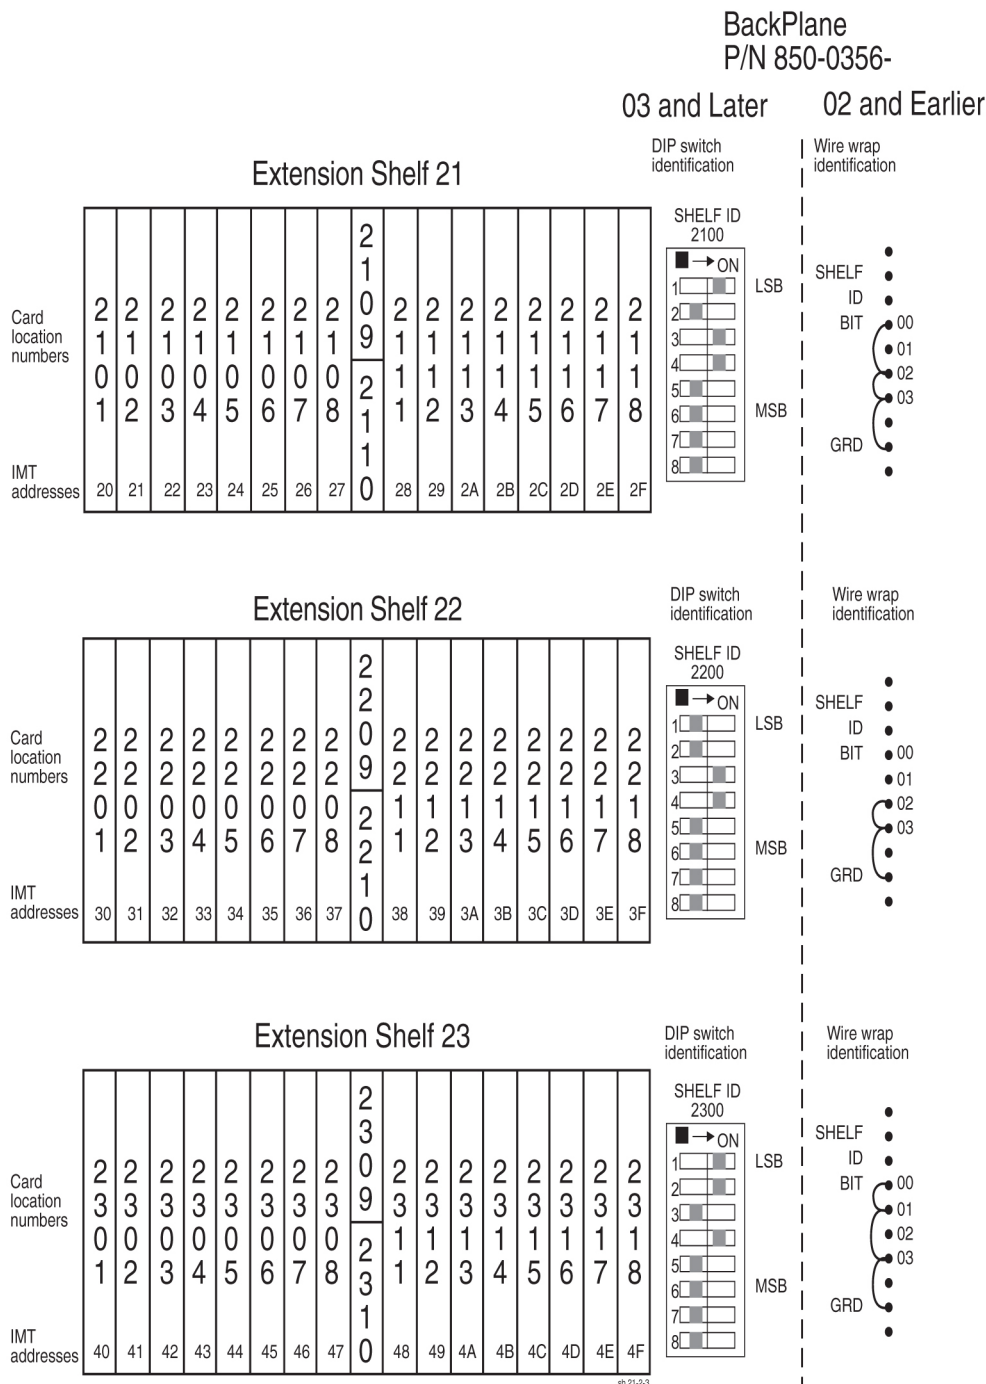 BackPlane
P/N 850-0356-
03 and Later
02 and Earlier
DIP switch
identification
Wire wrap
identification
Extension Shelf 21
SHELF ID
2100
ON
1
2
3
4
5
6
7
8
LSB
MSB
SHELF
ID
BIT
00
01
02
03
GRD
Card
location
numbers
2101 2102 2103 2104 2105 2106 2107 2108 2109 2110 2111 2112 2113 2114 2115 2116 2117 2118
IMT
addresses
20 21 22 23 24 25 26 27 28 29 2A 2B 2C 2D 2E 2F
Extension Shelf 22
DIP switch
identification
Wire wrap
identification
SHELF ID
2200
ON
1
2
3
4
5
6
7
8
LSB
MSB
SHELF
ID
BIT
00
01
02
03
GRD
Card
location
numbers
2201 2202 2203 2204 2205 2206 2207 2208 2209 2210 2211 2212 2213 2214 2215 2216 2217 2218
IMT
addresses
30 31 32 33 34 35 36 37 38 39 3A 3B 3C 3D 3E 3F
Extension Shelf 23
DIP switch
identification
Wire wrap
identification
SHELF ID
2300
ON
1
2
3
4
5
6
7
8
LSB
MSB
SHELF
ID
BIT
00
01
02
03
GRD
Card
location
numbers
2301 2302 2303 2304 2305 2306 2307 2308 2309 2310 2311 2312 2313 2314 2315 2316 2317 2318
IMT
addresses
40 41 42 43 44 45 46 47 48 49 4A 4B 4C 4D 4E 4F
sh 21-2-3